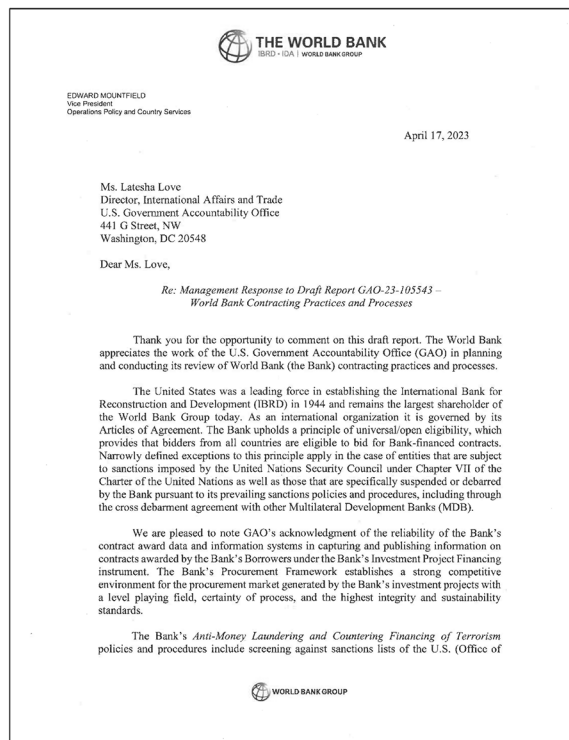 THE WORLD BANK
IBRD • IDA | WORLD BANK GROUP
EDWARD MOUNTFIELD
Vice President
Operations Policy and Country Services
April 17, 2023
Ms. Latesha Love
Director, International Affairs and Trade
U.S. Government Accountability Office
441 G Street, NW
Washington, DC 20548
Dear Ms. Love,
Re: Management Response to Draft Report GAO-23-105543 –
World Bank Contracting Practices and Processes
Thank you for the opportunity to comment on this draft report. The World Bank
appreciates the work of the U.S. Government Accountability Office (GAO) in planning
and conducting its review of World Bank (the Bank) contracting practices and processes.
The United States was a leading force in establishing the International Bank for
Reconstruction and Development (IBRD) in 1944 and remains the largest shareholder of
the World Bank Group today. As an international organization it is governed by its
Articles of Agreement. The Bank upholds a principle of universal/open eligibility, which
provides that bidders from all countries are eligible to bid for Bank-financed contracts.
Narrowly defined exceptions to this principle apply in the case of entities that are subject
to sanctions imposed by the United Nations Security Council under Chapter VII of the
Charter of the United Nations as well as those that are specifically suspended or debarred
by the Bank pursuant to its prevailing sanctions policies and procedures, including through
the cross debarment agreement with other Multilateral Development Banks (MDB).
We are pleased to note GAO's acknowledgment of the reliability of the Bank's
contract award data and information systems in capturing and publishing information on
contracts awarded by the Bank's Borrowers under the Bank's Investment Project Financing
instrument. The Bank's Procurement Framework establishes a strong competitive
environment for the procurement market generated by the Bank's investment projects with
a level playing field, certainty of process, and the highest integrity and sustainability
standards.
The Bank's Anti-Money Laundering and Countering Financing of Terrorism
policies and procedures include screening against sanctions lists of the U.S. (Office of
WORLD BANK GROUP